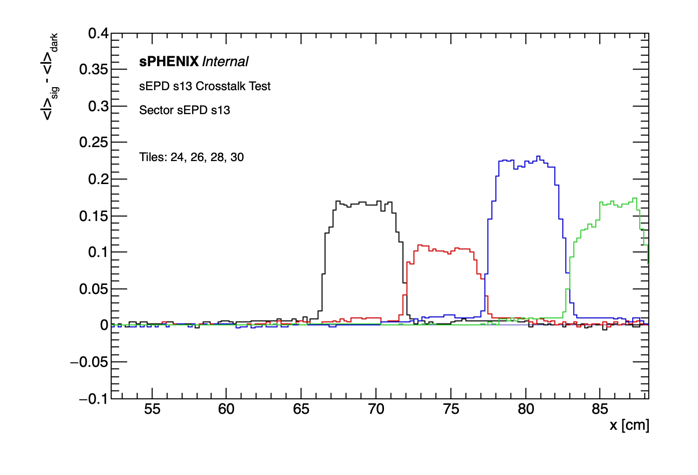 <I>sig - <I>dark
0.4
0.35
0.3
0.25
0.2
0.15
0.1
0.05
0
−0.05
−0.1
sPHENIX Internal
sEPD s13 Crosstalk Test
Sector sEPD s13
Tiles: 24, 26, 28, 30
55 60 65 70 75 80 85
x [cm]